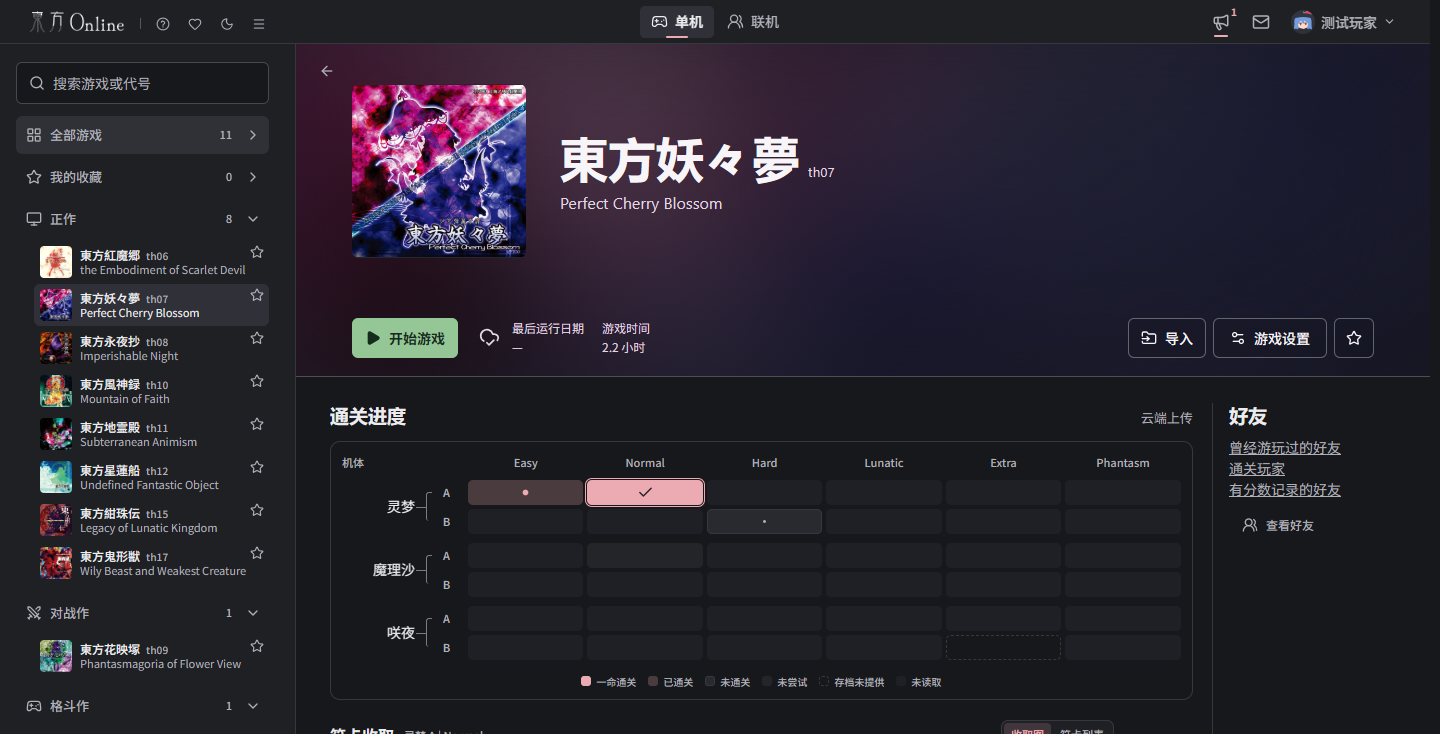 東方 Online
单机
联机
1
测试玩家
搜索游戏或代号
全部游戏 11
我的收藏 0
正作 8
東方紅魔郷 th06
the Embodiment of Scarlet Devil
東方妖々夢 th07
Perfect Cherry Blossom
東方永夜抄 th08
Imperishable Night
東方風神録 th10
Mountain of Faith
東方地霊殿 th11
Subterranean Animism
東方星蓮船 th12
Undefined Fantastic Object
東方紺珠伝 th15
Legacy of Lunatic Kingdom
東方鬼形獣 th17
Wily Beast and Weakest Creature
对战作 1
東方花映塚 th09
Phantasmagoria of Flower View
格斗作 1
東方妖々夢
Perfect Cherry Blossom
東方妖々夢 th07
Perfect Cherry Blossom
开始游戏
最后运行日期
—
游戏时间
2.2 小时
导入
游戏设置
通关进度
云端上传
机体 Easy Normal Hard Lunatic Extra Phantasm
灵梦
A
B
魔理沙
A
B
咲夜
A
B
一命通关 已通关 未通关 未尝试 存档未提供 未读取
好友
曾经游玩过的好友
通关玩家
有分数记录的好友
查看好友
符卡收取